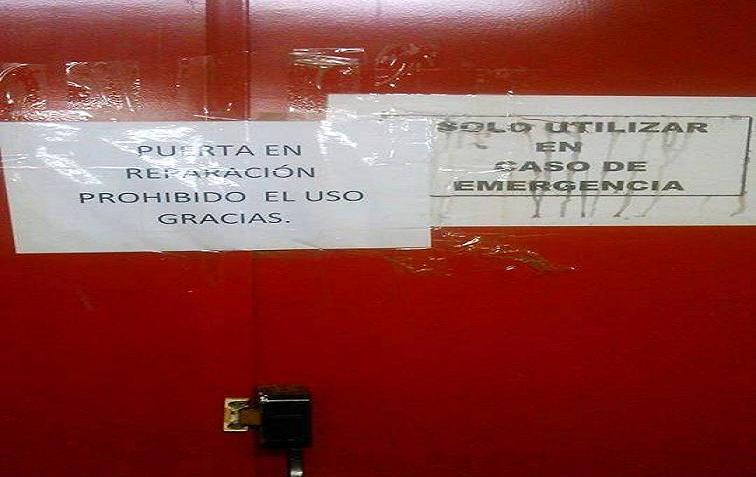 PUERTA EN
REPARACIÓN
PROHIBIDO EL USO
GRACIAS.
SOLO UTILIZAR
EN
CASO DE
EMERGENCIA